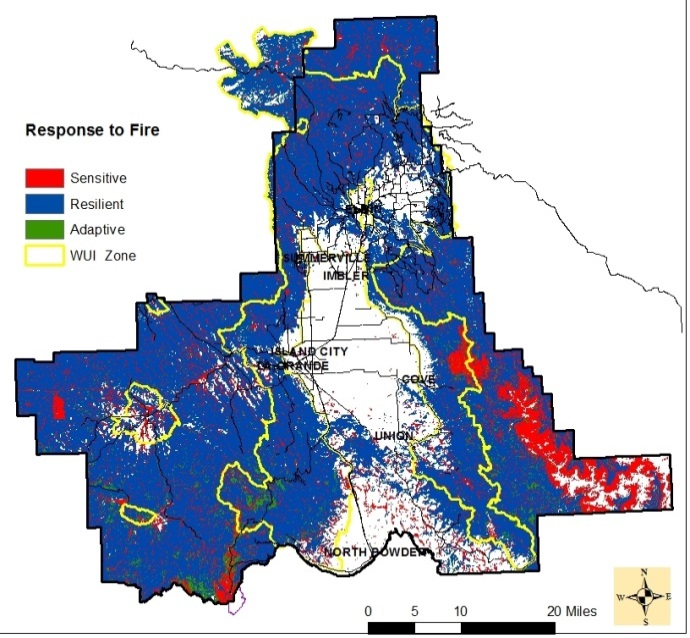 Response to Fire
Sensitive
Resilient
Adaptive
WUI Zone
ELGIN
SUMMERVILLE
IMBLER
ISLAND CITY
LA GRANDE
COVE
UNION
NORTH POWDER
N
W
E
S
0 5 10 20 Miles